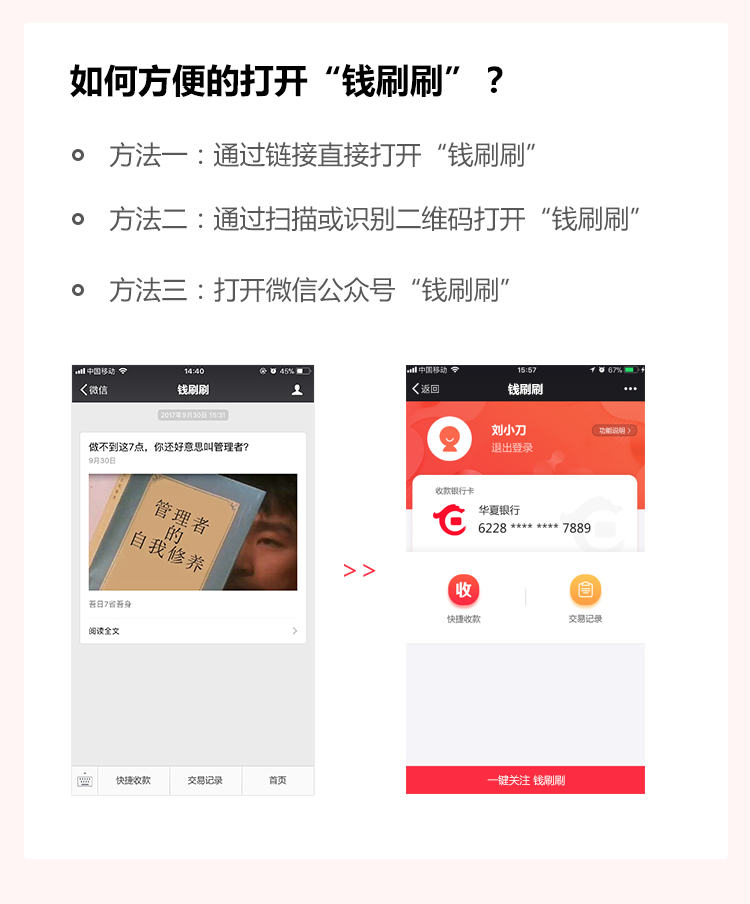 如何方便的打开“钱刷刷”？
方法一：通过链接直接打开“钱刷刷”
方法二：通过扫描或识别二维码打开“钱刷刷”
方法三：打开微信公众号“钱刷刷”
中国移动 14:40 45%
微信 钱刷刷
2017年9月30日 15:31
做不到这7点，你还好意思叫管理者?
9月30日
管理者
的
自我修养
吾日7省吾身
阅读全文
快捷收款 交易记录 首页
>>
中国移动 15:57 67%
返回 钱刷刷
刘小刀
功能说明
退出登录
收款银行卡
华夏银行
6228 **** **** 7889
收
快捷收款 交易记录
一键关注 钱刷刷